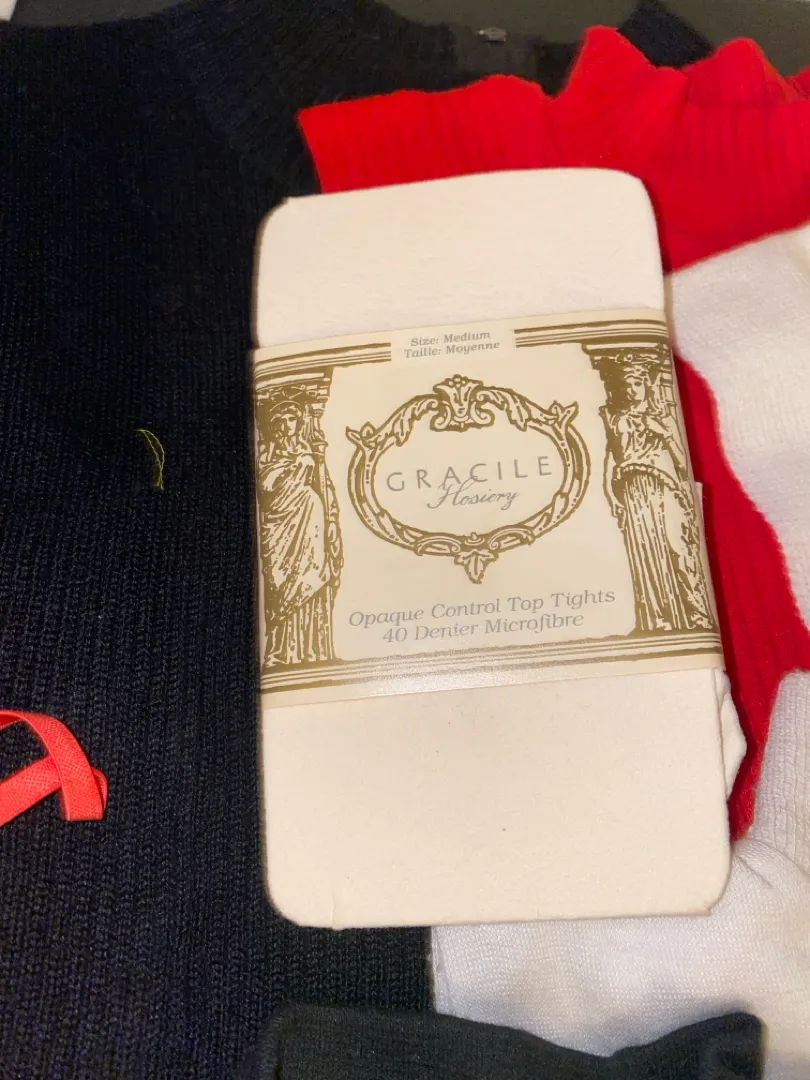 Size: Medium
Taille: Moyenne
GRACILE
Hosiery
Opaque Control Top Tights
40 Denier Microfibre